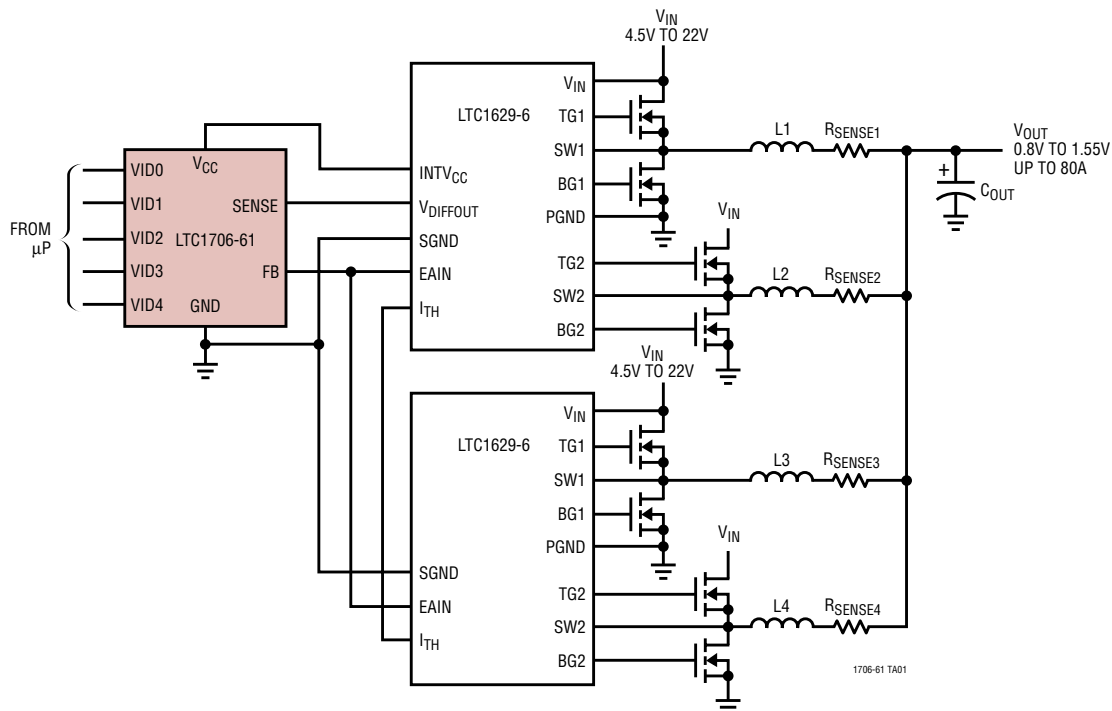 VIN
4.5V TO 22V
VIN
LTC1629-6
TG1
SW1
BG1
PGND
TG2
SW2
BG2
INTVCC
VDIFFOUT
SGND
EAIN
ITH
L1
RSENSE1
VOUT
0.8V TO 1.55V
UP TO 80A
+
COUT
VIN
L2
RSENSE2
FROM
µP
VID0
VID1
VID2
VID3
VID4
VCC
SENSE
LTC1706-61
FB
GND
VIN
4.5V TO 22V
VIN
LTC1629-6
TG1
SW1
BG1
PGND
TG2
SW2
BG2
SGND
EAIN
ITH
L3
RSENSE3
VIN
L4
RSENSE4
1706-61 TA01